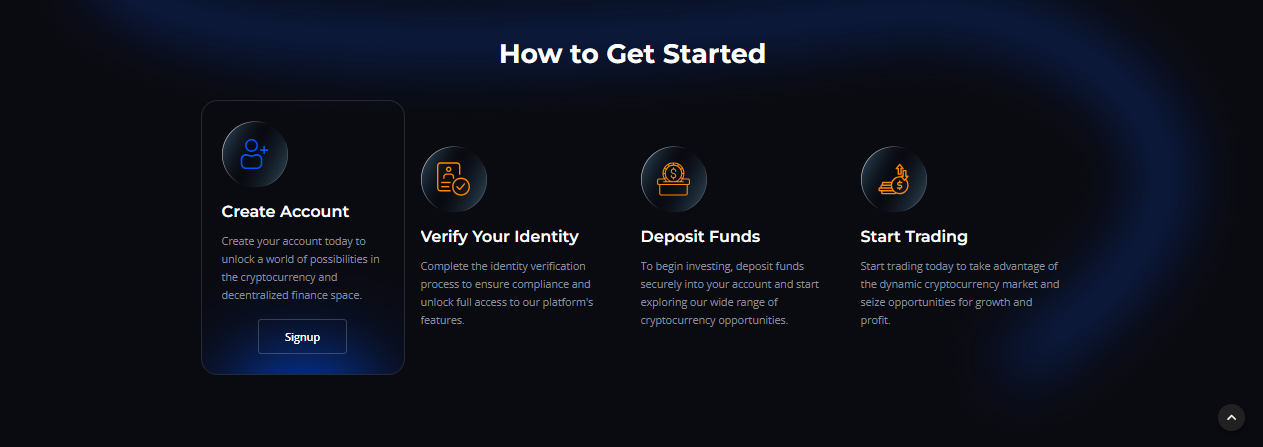 How to Get Started
Create Account
Create your account today to
unlock a world of possibilities in
the cryptocurrency and
decentralized finance space.
Signup
Verify Your Identity
Complete the identity verification
process to ensure compliance and
unlock full access to our platform's
features.
Deposit Funds
To begin investing, deposit funds
securely into your account and start
exploring our wide range of
cryptocurrency opportunities.
Start Trading
Start trading today to take advantage of
the dynamic cryptocurrency market and
seize opportunities for growth and
profit.